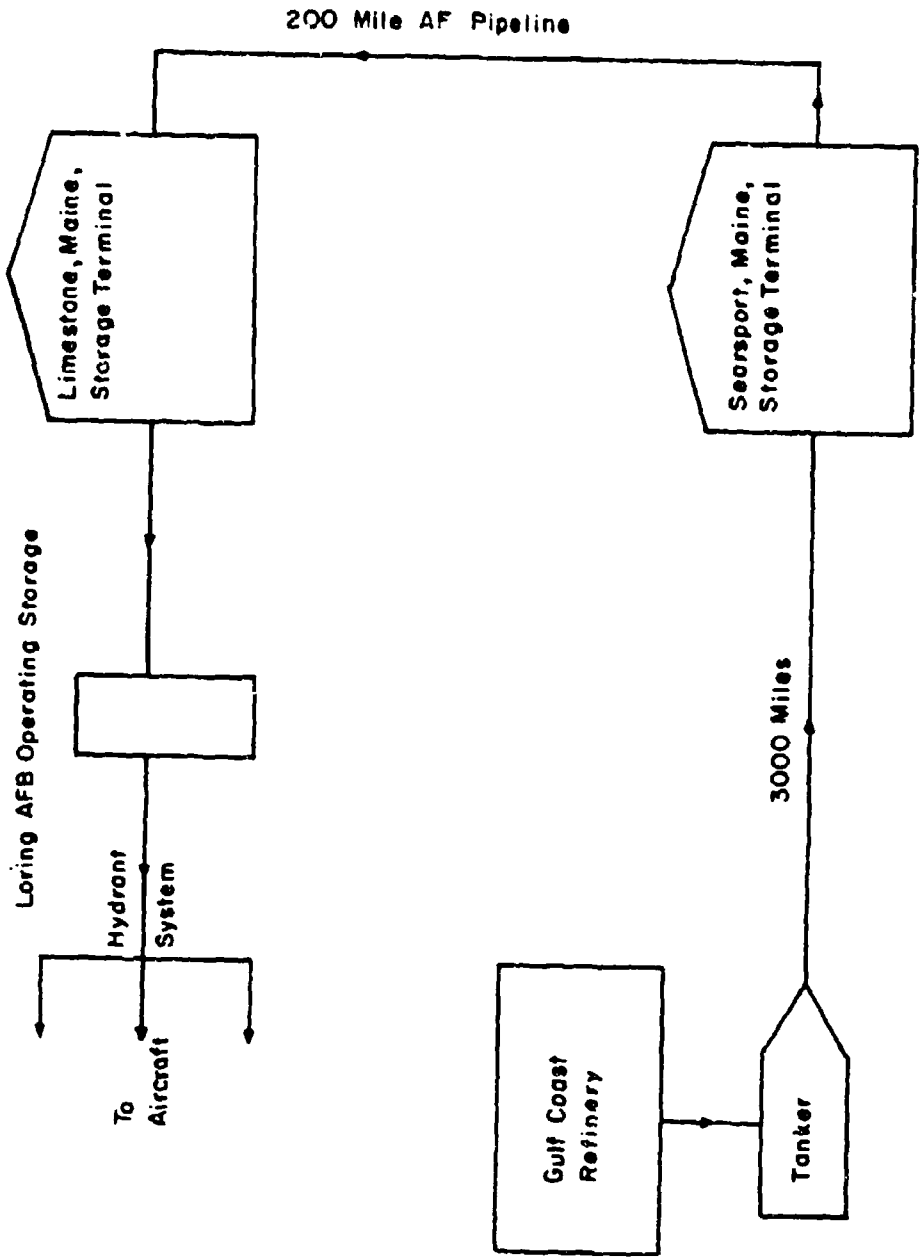 200 Mile AF Pipeline
Limestone, Maine,
Storage Terminal
Searsport, Maine,
Storage Terminal
Loring AFB Operating Storage
Hydrant
System
To
Aircraft
3000 Miles
Gulf Coast
Refinery
Tanker